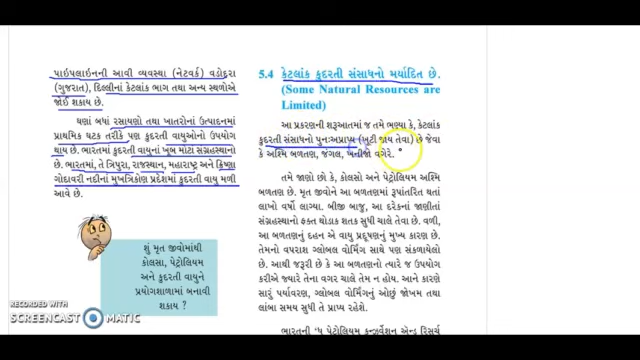 પાઇપલાઇનની આવી વ્યવસ્થા (નેટવર્ક) વડોદરા
(ગુજરાત), દિલ્લીનાં કેટલાંક ભાગ તથા અન્ય સ્થળોએ
જોઈ શકાય છે.
ઘણાં બધાં રસાયણો તથા ખાતરોનાં ઉત્પાદનમાં
પ્રાથમિક ઘટક તરીકે પણ કુદરતી વાયુઓનો ઉપયોગ
થાય છે. ભારતમાં કુદરતી વાયુનાં ખૂબ મોટા સંગ્રહસ્થાનો
છે. ભારતમાં, તે ત્રિપુરા, રાજસ્થાન, મહારાષ્ટ્ર અને ક્રિષ્ણા
ગોદાવરી નદીનાં મુખત્રિકોણ પ્રદેશમાં કુદરતી વાયુ મળી
આવે છે.
શું મૃત જીવોમાંથી
કોલસા, પેટ્રોલિયમ
અને કુદરતી વાયુને
પ્રયોગશાળામાં બનાવી
શકાય ?
5.4 કેટલાંક કુદરતી સંસાધનો મર્યાદિત છે.
(Some Natural Resources are
Limited)
આ પ્રકરણની શરૂઆતમાં જ તમે ભણ્યા કે, કેટલાંક
કુદરતી સંસાધનો પુનઃઅપ્રાપ્ય (ખુટી જાય તેવા) છે જેવા
કે અશ્મિ બળતણ, જંગલ, ખનીજો વગેરે.
તમે જાણો છો કે, કોલસો અને પેટ્રોલિયમ અશ્મિ
બળતણ છે. મૃત જીવોને આ બળતણમાં રૂપાંતરિત થતાં
લાખો વર્ષો લાગ્યા. બીજી બાજુ, આ દરેકનાં જાણીતાં
સંગ્રહસ્થાનો ફક્ત થોડાક શતક સુધી ચાલે તેવા છે. વળી,
આ બળતણનું દહન એ વાયુ પ્રદૂષણનું મુખ્ય કારણ છે.
તેમનો વપરાશ ગ્લોબલ વોર્મિંગ સાથે પણ સંકળાયેલો
છે. આથી જરૂરી છે કે આ બળતણનો ત્યારે જ ઉપયોગ
કરીએ જ્યારે તેના વગર ચાલે તેમ ન હોય. આને કારણે
સારું પર્યાવરણ, ગ્લોબલ વોર્મિંગનું ઓછું જોખમ તથા
લાંબા સમય સુધી તે પ્રાપ્ય રહેશે.
ભારતની 'ધ પેટ્રોલિયમ કન્ઝર્વેશન એન્ડ રિસર્ચ
RECORDED WITH
SCREENCAST MATIC